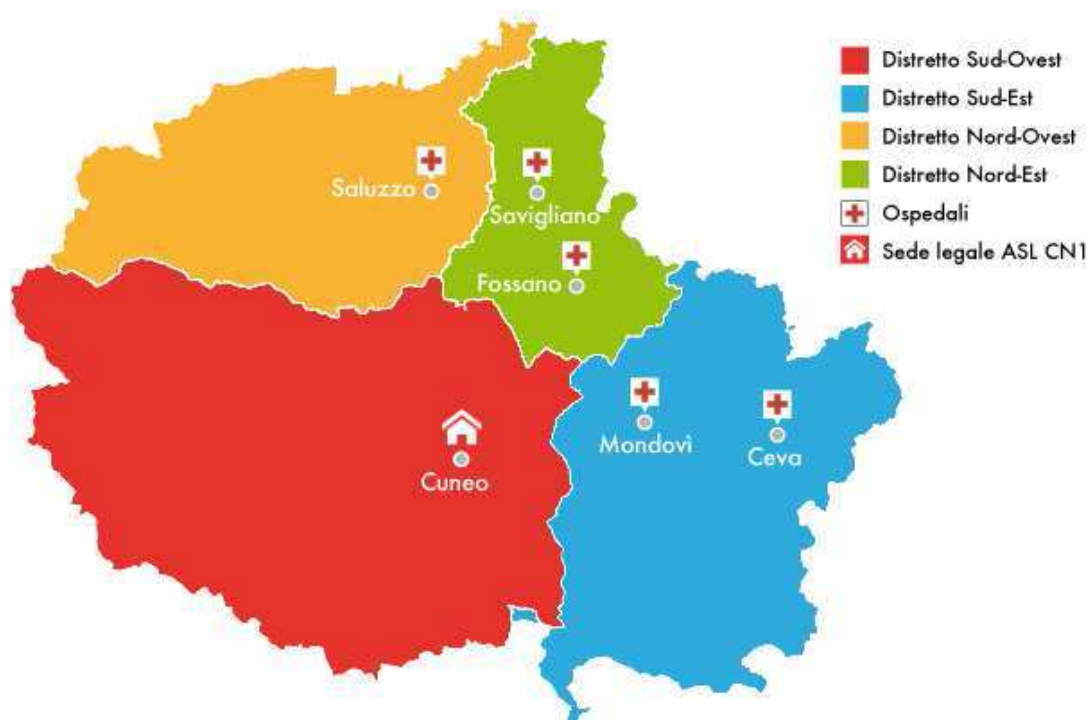 Distretto Sud-Ovest
Distretto Sud-Est
Distretto Nord-Ovest
Distretto Nord-Est
Ospedali
Sede legale ASL CN1
Saluzzo
Savigliano
Fossano
Mondovì
Ceva
Cuneo